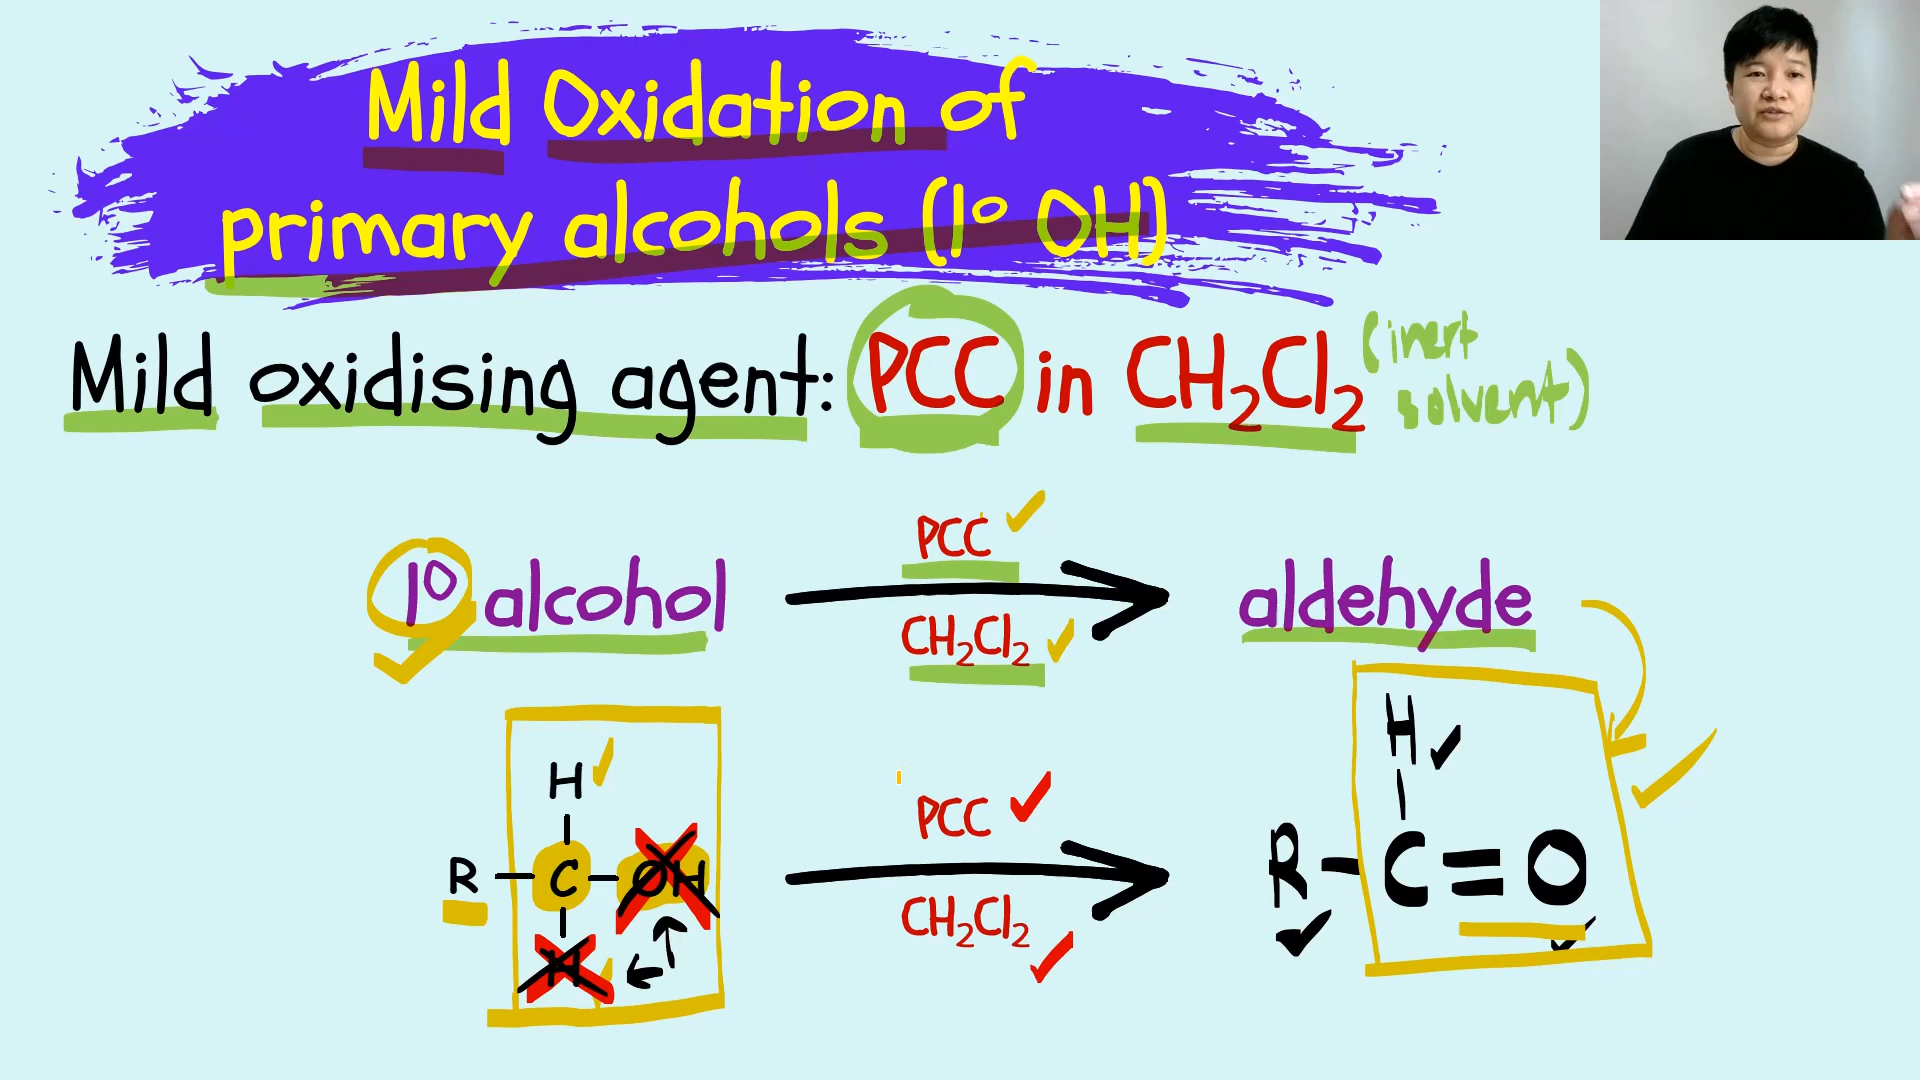 Mild Oxidation of
primary alcohols (1° OH)
Mild oxidising agent: PCC in CH₂Cl₂ (inert
solvent)
PCC
1° alcohol aldehyde
CH₂Cl₂
H
H
PCC
R - C - OH R - C = O
CH₂Cl₂
H